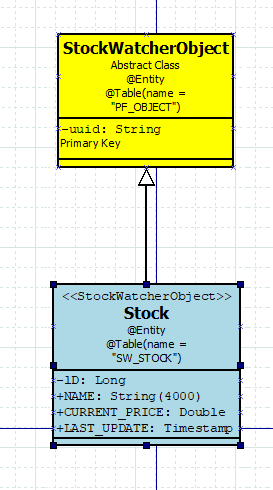 StockWatcherObject
Abstract Class
@Entity
@Table(name =
"PF_OBJECT")
-uuid: String
Primary Key
<<StockWatcherObject>>
Stock
@Entity
@Table(name =
"SW_STOCK")
-lD: Long
+NAME: String(4000)
+CURRENT_PRICE: Double
+LAST_UPDATE: Timestamp